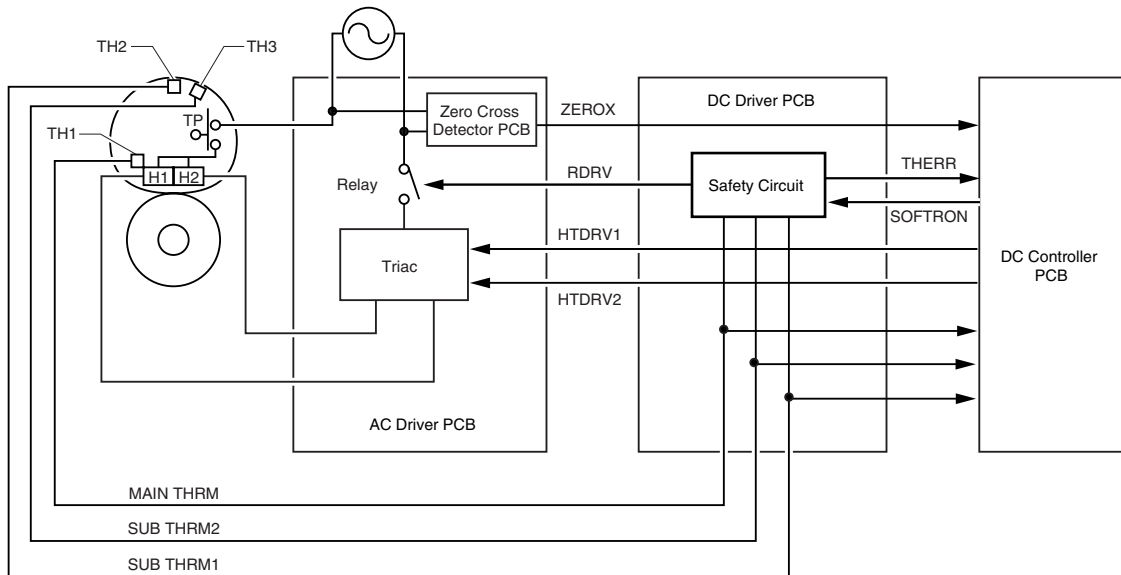 TH2
TH3
TP
TH1
H1
H2
Zero Cross
Detector PCB
ZEROX
DC Driver PCB
Relay
RDRV
Safety Circuit
THERR
SOFTRON
Triac
HTDRV1
HTDRV2
DC Controller
PCB
AC Driver PCB
MAIN THRM
SUB THRM2
SUB THRM1